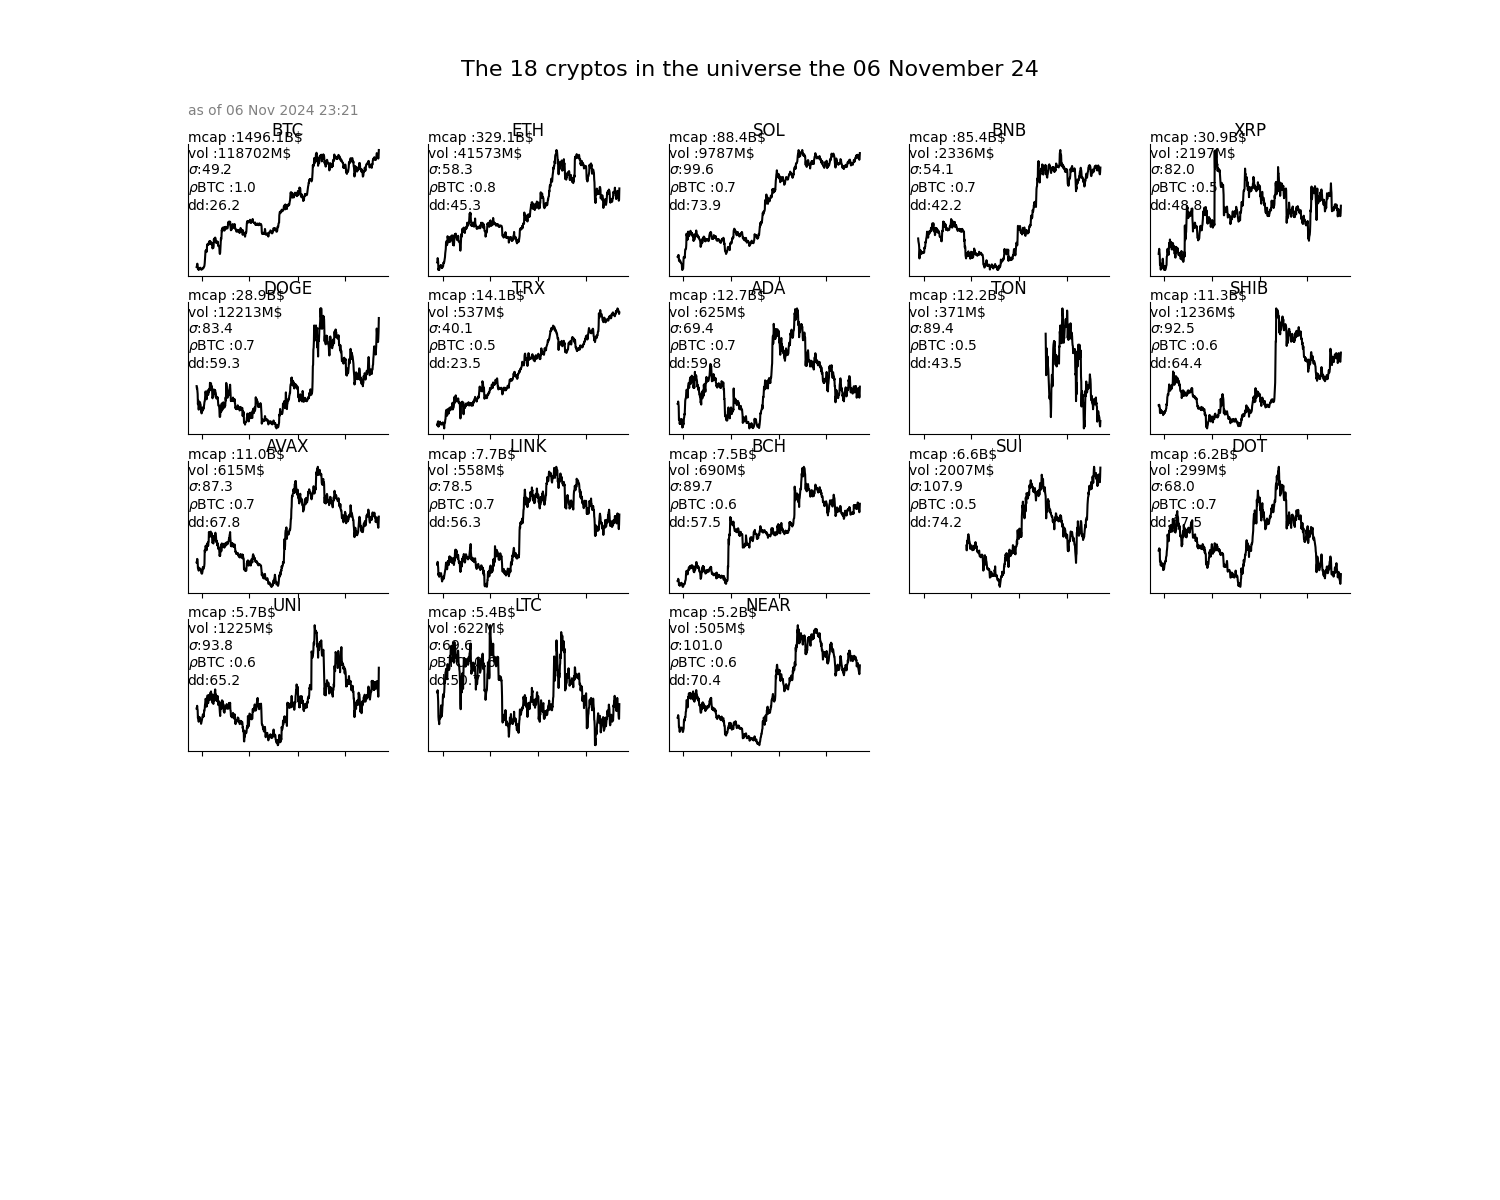 The 18 cryptos in the universe the 06 November 24
as of 06 Nov 2024 23:21
BTC
mcap :1496.1B$
vol :118702M$
σ:49.2
ρBTC :1.0
dd:26.2
ETH
mcap :329.1B$
vol :41573M$
σ:58.3
ρBTC :0.8
dd:45.3
SOL
mcap :88.4B$
vol :9787M$
σ:99.6
ρBTC :0.7
dd:73.9
BNB
mcap :85.4B$
vol :2336M$
σ:54.1
ρBTC :0.7
dd:42.2
XRP
mcap :30.9B$
vol :2197M$
σ:82.0
ρBTC :0.5
dd:48.8
DOGE
mcap :28.9B$
vol :12213M$
σ:83.4
ρBTC :0.7
dd:59.3
TRX
mcap :14.1B$
vol :537M$
σ:40.1
ρBTC :0.5
dd:23.5
ADA
mcap :12.7B$
vol :625M$
σ:69.4
ρBTC :0.7
dd:59.8
TON
mcap :12.2B$
vol :371M$
σ:89.4
ρBTC :0.5
dd:43.5
SHIB
mcap :11.3B$
vol :1236M$
σ:92.5
ρBTC :0.6
dd:64.4
AVAX
mcap :11.0B$
vol :615M$
σ:87.3
ρBTC :0.7
dd:67.8
LINK
mcap :7.7B$
vol :558M$
σ:78.5
ρBTC :0.7
dd:56.3
BCH
mcap :7.5B$
vol :690M$
σ:89.7
ρBTC :0.6
dd:57.5
SUI
mcap :6.6B$
vol :2007M$
σ:107.9
ρBTC :0.5
dd:74.2
DOT
mcap :6.2B$
vol :299M$
σ:68.0
ρBTC :0.7
UNI
mcap :5.7B$
vol :1225M$
σ:93.8
ρBTC :0.6
dd:65.2
LTC
mcap :5.4B$
vol :622M$
NEAR
mcap :5.2B$
vol :505M$
σ:101.0
ρBTC :0.6
dd:70.4